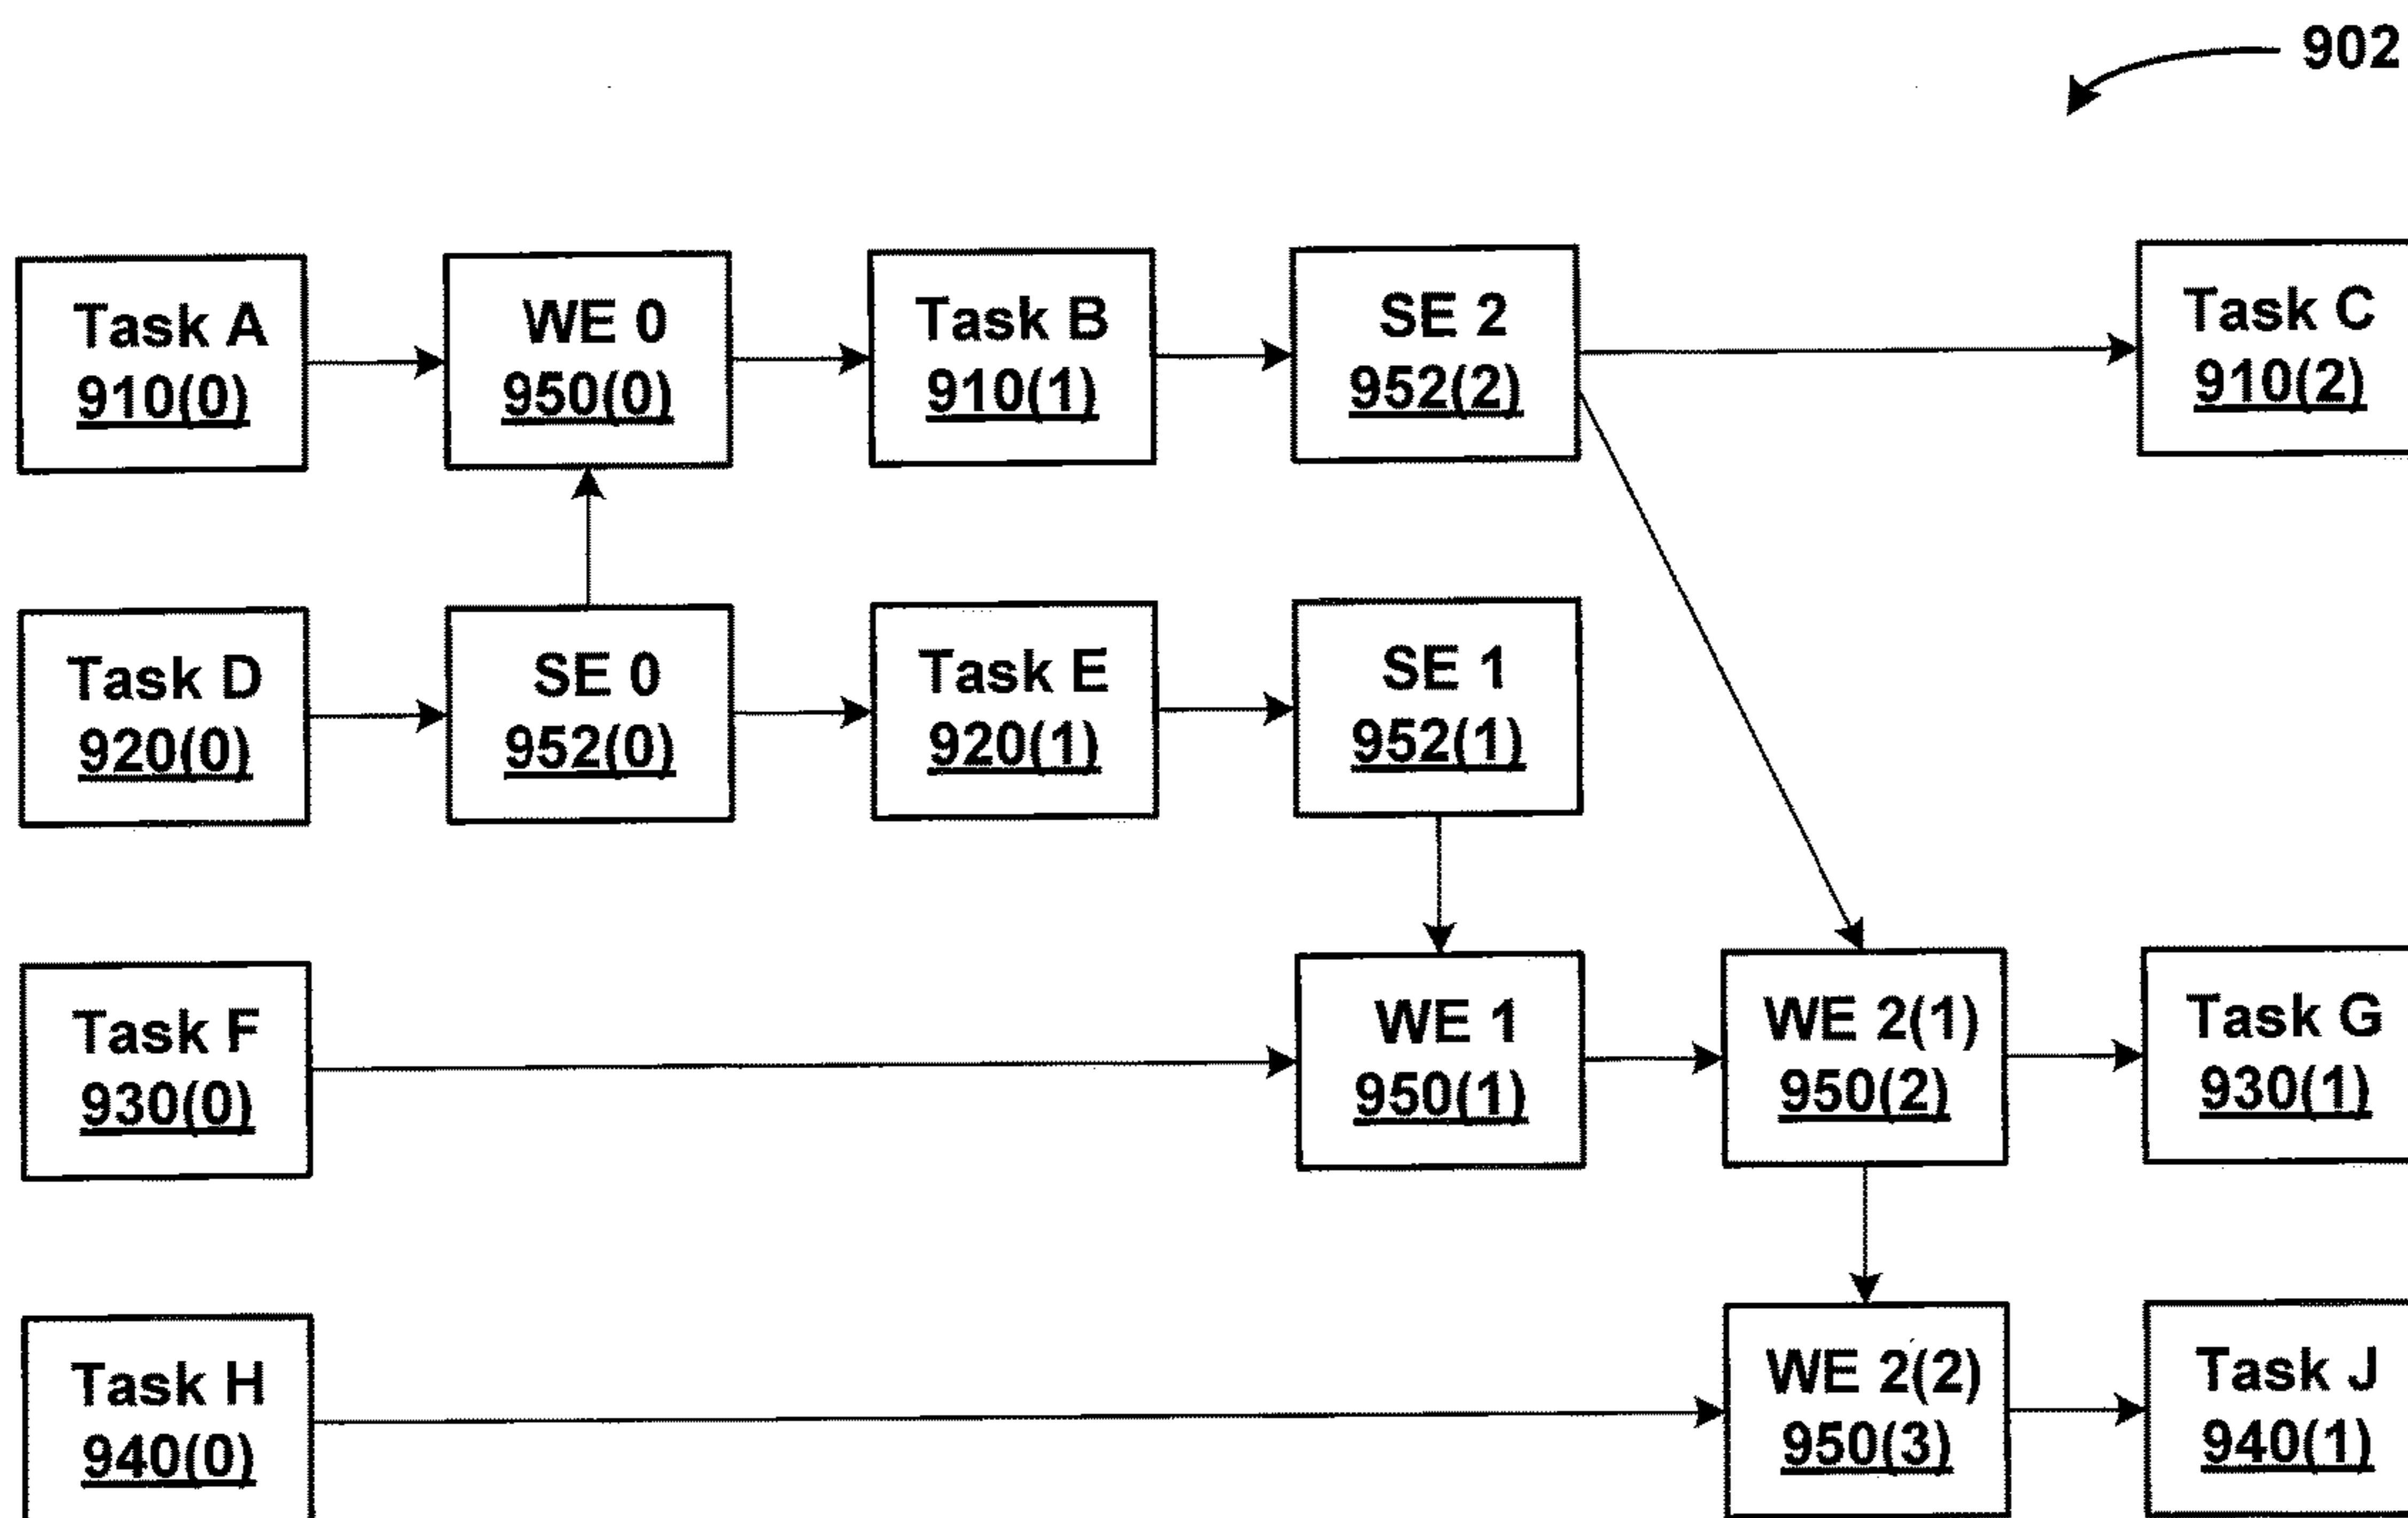 902
Task A
910(0)
WE 0
950(0)
Task B
910(1)
SE 2
952(2)
Task C
910(2)
Task D
920(0)
SE 0
952(0)
Task E
920(1)
SE 1
952(1)
Task F
930(0)
WE 1
950(1)
WE 2(1)
950(2)
Task G
930(1)
Task H
940(0)
WE 2(2)
950(3)
Task J
940(1)